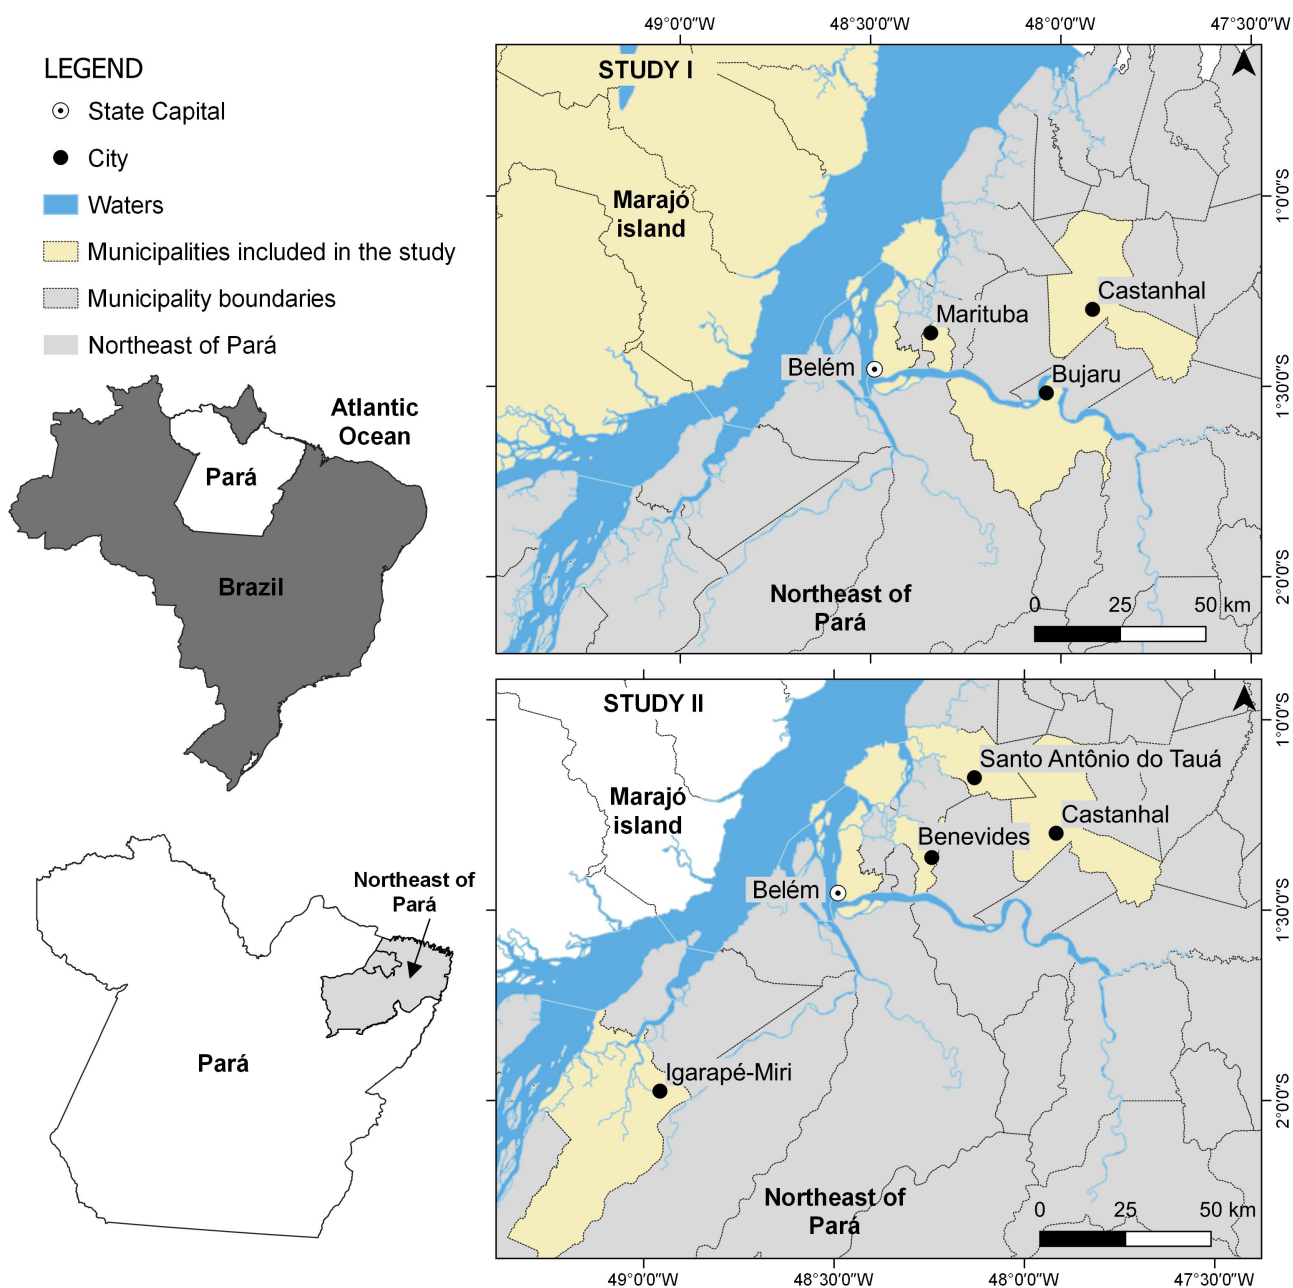 LEGEND
State Capital
City
Waters
Municipalities included in the study
Municipality boundaries
Northeast of Pará
Atlantic
Ocean
Pará
Brazil
Northeast of
Pará
Pará
49°0'0"W
48°30'0"W
48°0'0"W
47°30'0"W
STUDY I
Marajó
island
Castanhal
Marituba
Belém
Bujaru
Northeast of
Pará
0 25 50 km
1°0'0"S
1°30'0"S
2°0'0"S
STUDY II
Marajó
island
Santo Antônio do Tauá
Castanhal
Benevides
Belém
Igarapé-Miri
Northeast of
Pará
0 25 50 km
1°0'0"S
1°30'0"S
2°0'0"S
49°0'0"W
48°30'0"W
48°0'0"W
47°30'0"W